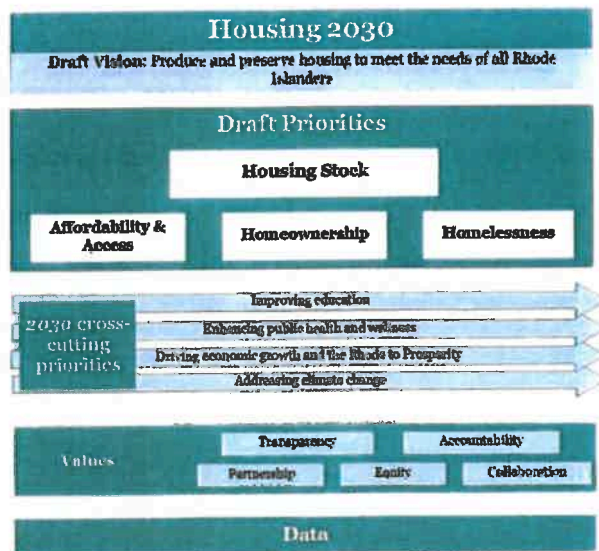 Housing 2030
Draft Vision: Produce and preserve housing to meet the needs of all Rhode
Islanders
Draft Priorities
Housing Stock
Affordability &
Access
Homeownership
Homelessness
2030 cross-
cutting
priorities
Improving education
Enhancing public health and wellness
Driving economic growth and the Rhode to Prosperity
Addressing climate change
Values
Transparency
Accountability
Partnership
Equity
Collaboration
Data